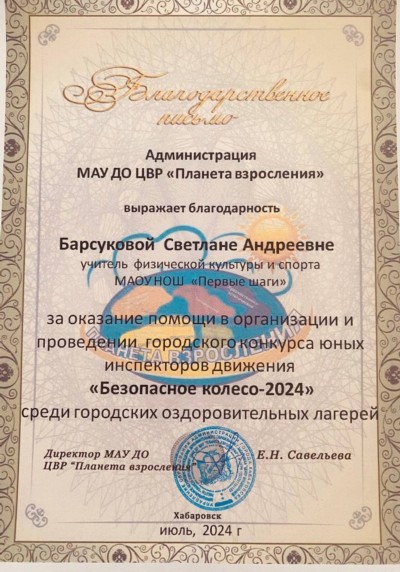 Благодарственное
письмо
Администрация
МАУ ДО ЦВР «Планета взросления»
выражает благодарность
Барсуковой Светлане Андреевне
учитель физической культуры и спорта
МАОУ НОШ «Первые шаги»
ПЛАНЕТА ВЗРОСЛЕНИЯ
за оказание помощи в организации и
проведении городского конкурса юных
инспекторов движения
«Безопасное колесо-2024»
среди городских оздоровительных лагерей
Директор МАУ ДО
ЦВР "Планета взросления"
Е.Н. Савельева
Хабаровск
июль, 2024 г